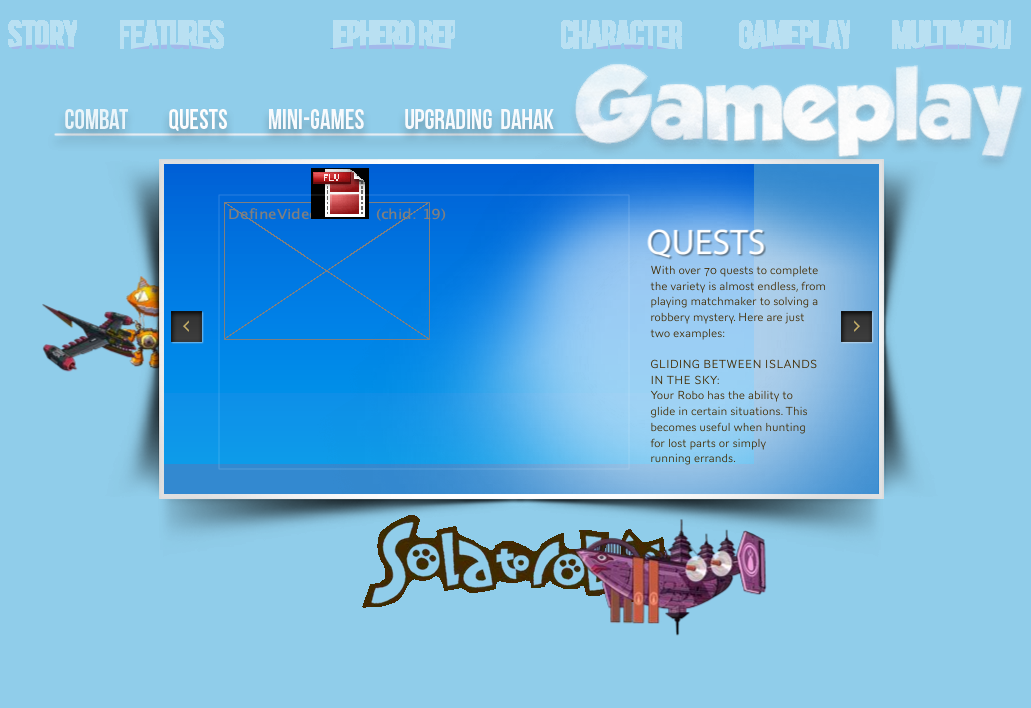 STORY FEATURES EPHERD REP CHARACTER GAMEPLAY MULTIMEDIA
Gameplay
COMBAT QUESTS MINI-GAMES UPGRADING DAHAK
FLV
DefineVide (chid: 19)
QUESTS
With over 70 quests to complete
the variety is almost endless, from
playing matchmaker to solving a
robbery mystery. Here are just
two examples:
GLIDING BETWEEN ISLANDS
IN THE SKY:
Your Robo has the ability to
glide in certain situations. This
becomes useful when hunting
for lost parts or simply
running errands.
Solatorob